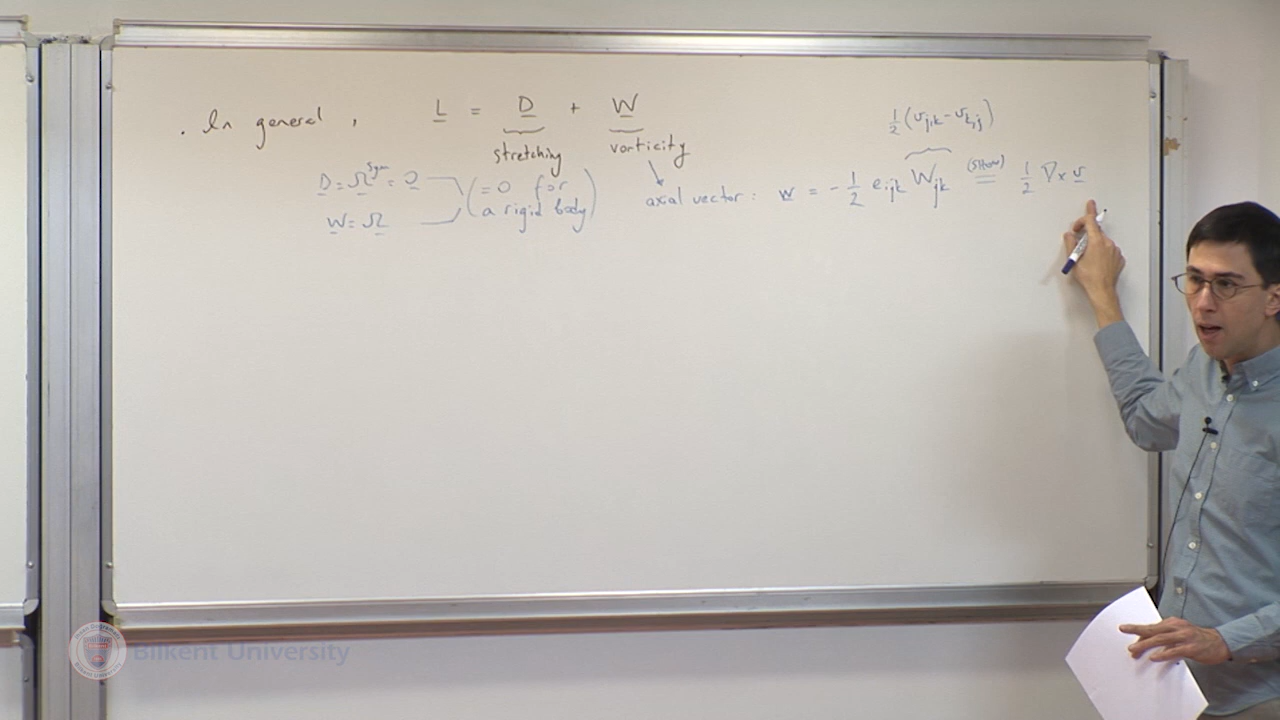 . In general , L = D + W
stretching vorticity
½ (v_j,k - v_k,j)
D = Ω^sym = 0
W = Ω
(= 0 for a rigid body)
axial vector : w = - ½ e_ijk W_jk (show) = ½ ∇ × v
Bilkent University